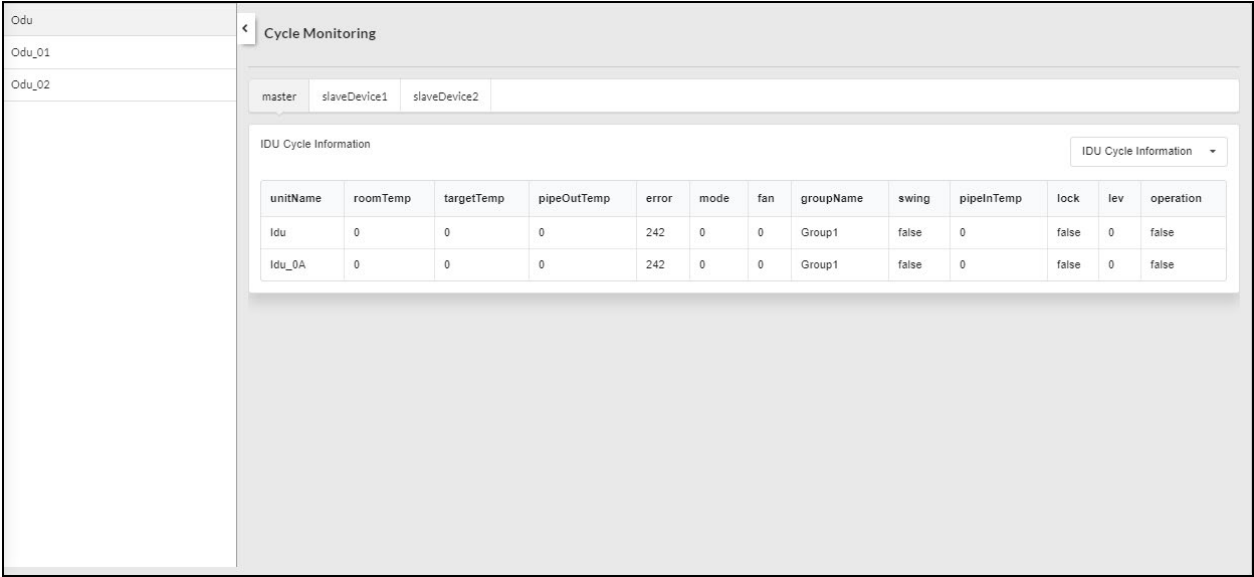 Odu
Odu_01
Odu_02
Cycle Monitoring
master slaveDevice1 slaveDevice2
IDU Cycle Information
IDU Cycle Information
unitName roomTemp targetTemp pipeOutTemp error mode fan groupName swing pipeInTemp lock lev operation
Idu 0 0 0 242 0 0 Group1 false 0 false 0 false
Idu_0A 0 0 0 242 0 0 Group1 false 0 false 0 false